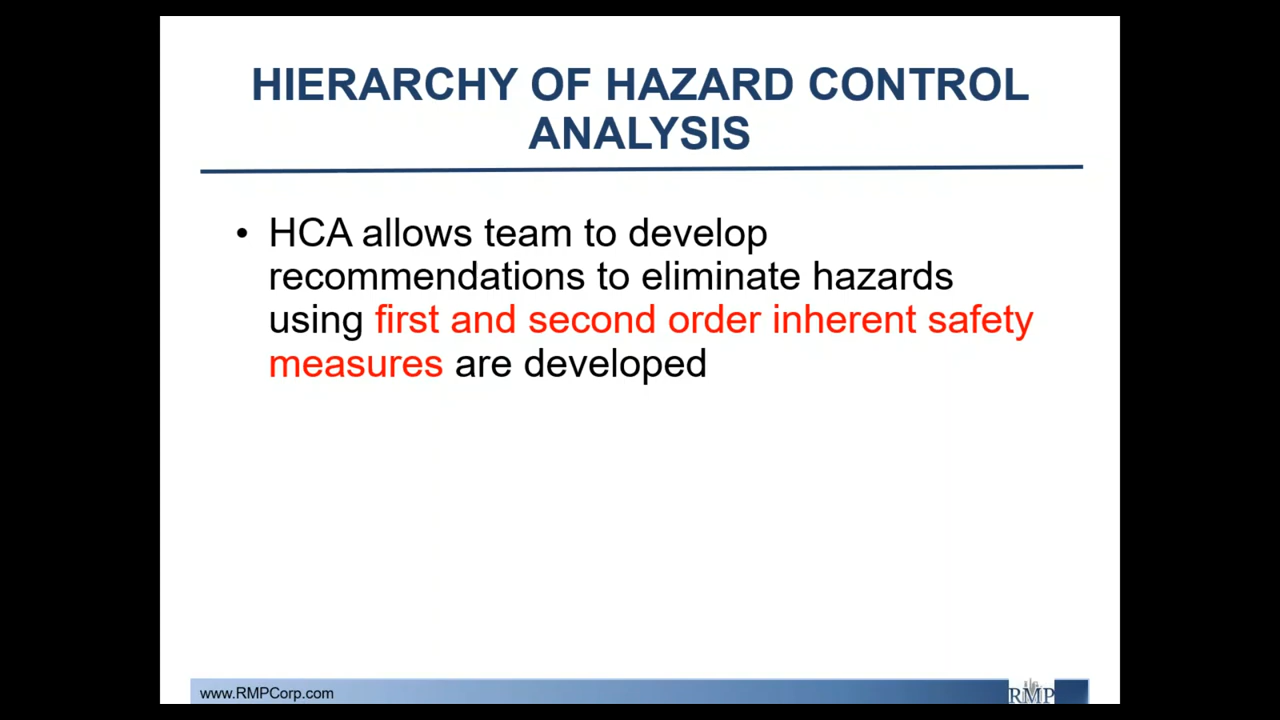 HIERARCHY OF HAZARD CONTROL
ANALYSIS
• HCA allows team to develop
recommendations to eliminate hazards
using first and second order inherent safety
measures are developed
www.RMPCorp.com
RMP